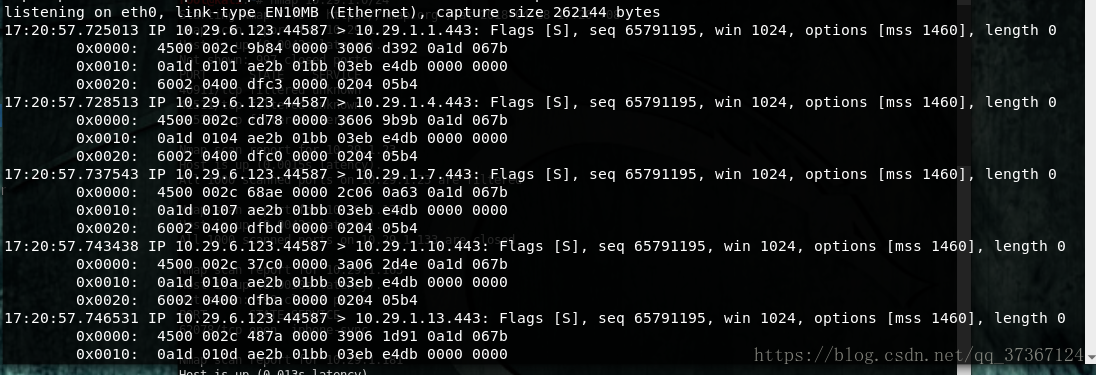 listening on eth0, link-type EN10MB (Ethernet), capture size 262144 bytes
17:20:57.725013 IP 10.29.6.123.44587 > 10.29.1.1.443: Flags [S], seq 65791195, win 1024, options [mss 1460], length 0
0x0000: 4500 002c 9b84 0000 3006 d392 0a1d 067b
0x0010: 0a1d 0101 ae2b 01bb 03eb e4db 0000 0000
0x0020: 6002 0400 dfc3 0000 0204 05b4
17:20:57.728513 IP 10.29.6.123.44587 > 10.29.1.4.443: Flags [S], seq 65791195, win 1024, options [mss 1460], length 0
0x0000: 4500 002c cd78 0000 3606 9b9b 0a1d 067b
0x0010: 0a1d 0104 ae2b 01bb 03eb e4db 0000 0000
0x0020: 6002 0400 dfc0 0000 0204 05b4
17:20:57.737543 IP 10.29.6.123.44587 > 10.29.1.7.443: Flags [S], seq 65791195, win 1024, options [mss 1460], length 0
0x0000: 4500 002c 68ae 0000 2c06 0a63 0a1d 067b
0x0010: 0a1d 0107 ae2b 01bb 03eb e4db 0000 0000
0x0020: 6002 0400 dfbd 0000 0204 05b4
17:20:57.743438 IP 10.29.6.123.44587 > 10.29.1.10.443: Flags [S], seq 65791195, win 1024, options [mss 1460], length 0
0x0000: 4500 002c 37c0 0000 3a06 2d4e 0a1d 067b
0x0010: 0a1d 010a ae2b 01bb 03eb e4db 0000 0000
0x0020: 6002 0400 dfba 0000 0204 05b4
17:20:57.746531 IP 10.29.6.123.44587 > 10.29.1.13.443: Flags [S], seq 65791195, win 1024, options [mss 1460], length 0
0x0000: 4500 002c 487a 0000 3906 1d91 0a1d 067b
0x0010: 0a1d 010d ae2b 01bb 03eb e4db 0000 0000
https://blog.csdn.net/qq_37367124
Host is up (0.013s latency)